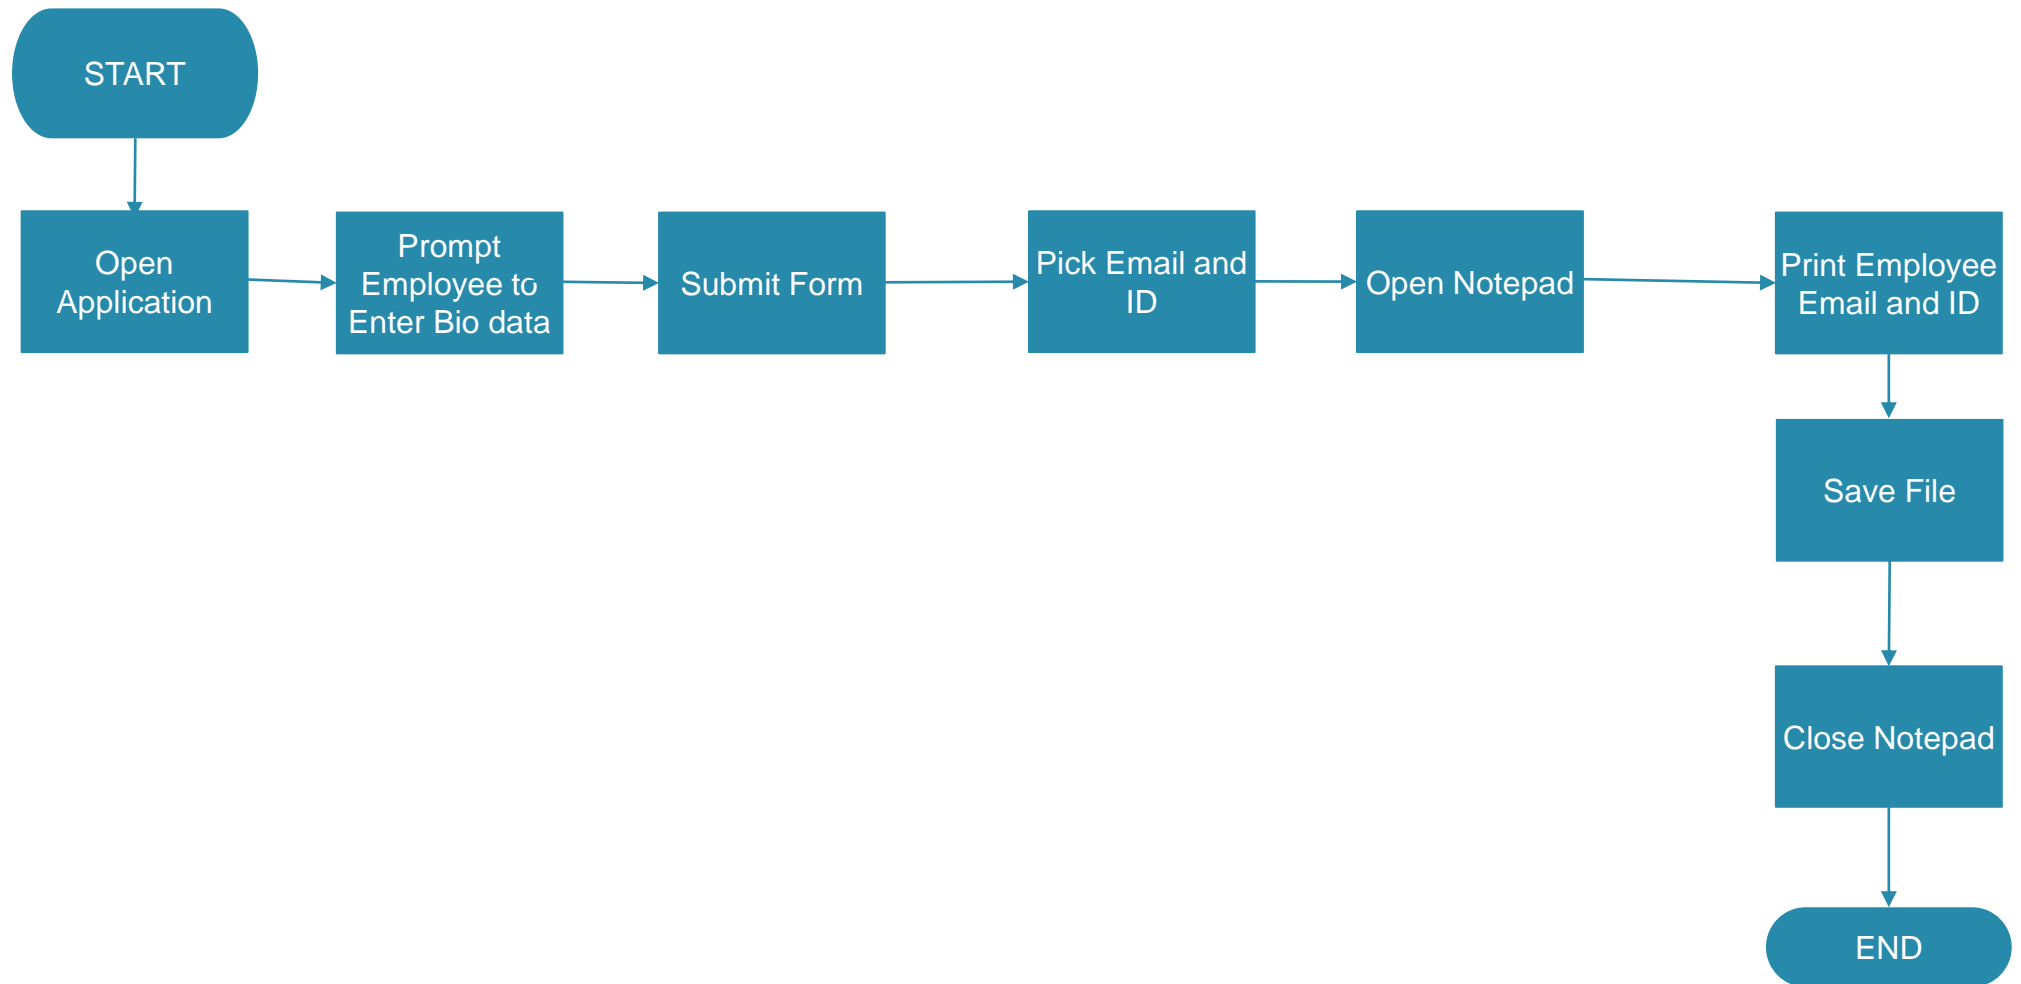 START
Open
Application
Prompt
Employee to
Enter Bio data
Submit Form
Pick Email and
ID
Open Notepad
Print Employee
Email and ID
Save File
Close Notepad
END